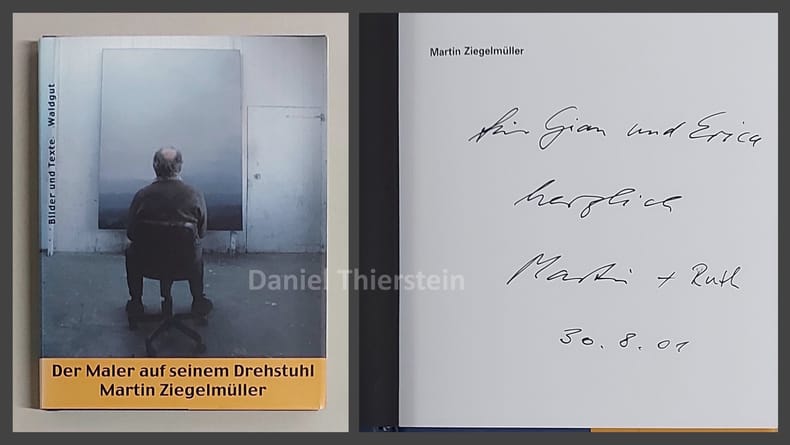 Bilder und Texte Waldgut
Der Maler auf seinem Drehstuhl
Martin Ziegelmüller
Daniel Thierstein
Martin Ziegelmüller
für Gian und Erica
herzlich
Martin + Ruth
30.8.01